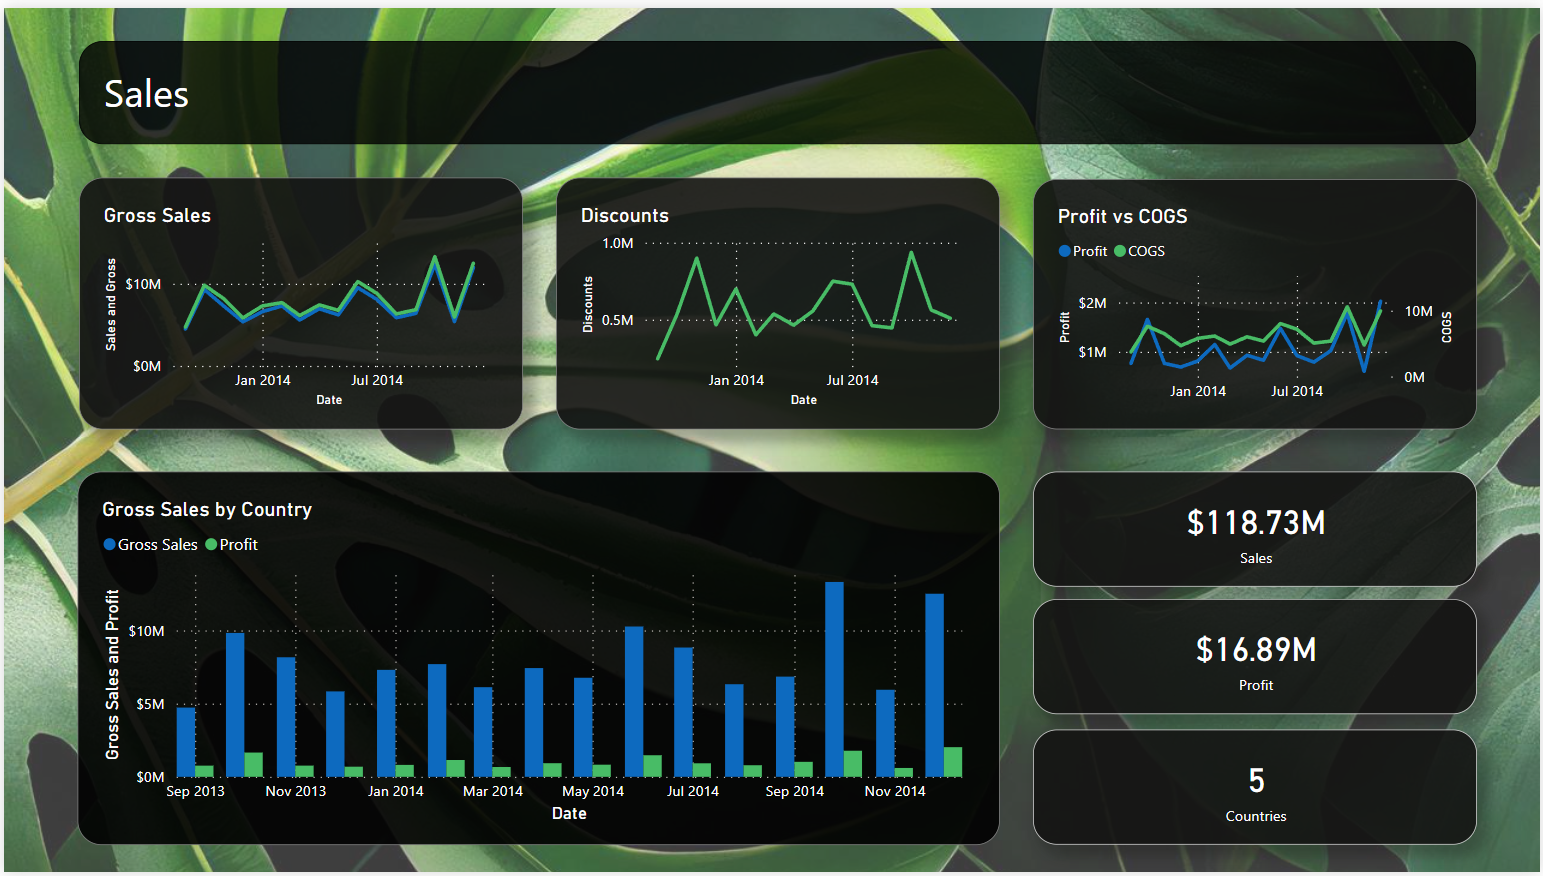 Sales
Gross Sales
Sales and Gross
$10M
$0M
Jan 2014 Jul 2014
Date
Discounts
Discounts
1.0M
0.5M
Jan 2014 Jul 2014
Date
Profit vs COGS
Profit COGS
Profit
$2M
$1M
10M
0M
COGS
Jan 2014 Jul 2014
Gross Sales by Country
Gross Sales Profit
Gross Sales and Profit
$10M
$5M
$0M
Sep 2013 Nov 2013 Jan 2014 Mar 2014 May 2014 Jul 2014 Sep 2014 Nov 2014
Date
$118.73M
Sales
$16.89M
Profit
5
Countries